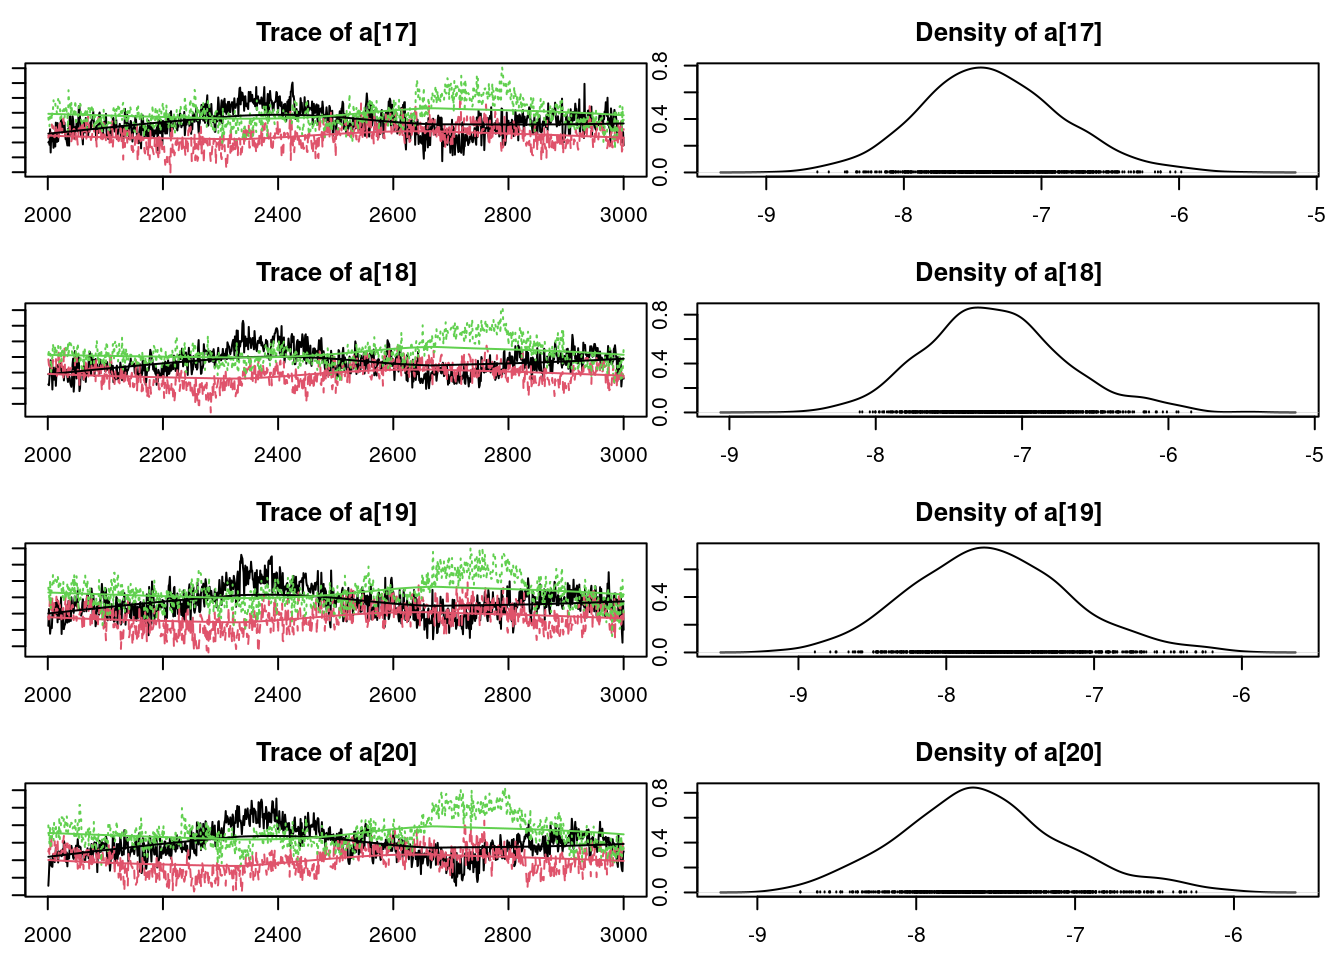 Trace of a[17]
Density of a[17]
0.0 0.4 0.8
2000 2200 2400 2600 2800 3000
-9 -8 -7 -6 -5
Trace of a[18]
Density of a[18]
0.0 0.4 0.8
2000 2200 2400 2600 2800 3000
-9 -8 -7 -6 -5
Trace of a[19]
Density of a[19]
0.0 0.4
2000 2200 2400 2600 2800 3000
-9 -8 -7 -6
Trace of a[20]
Density of a[20]
0.0 0.4 0.8
2000 2200 2400 2600 2800 3000
-9 -8 -7 -6